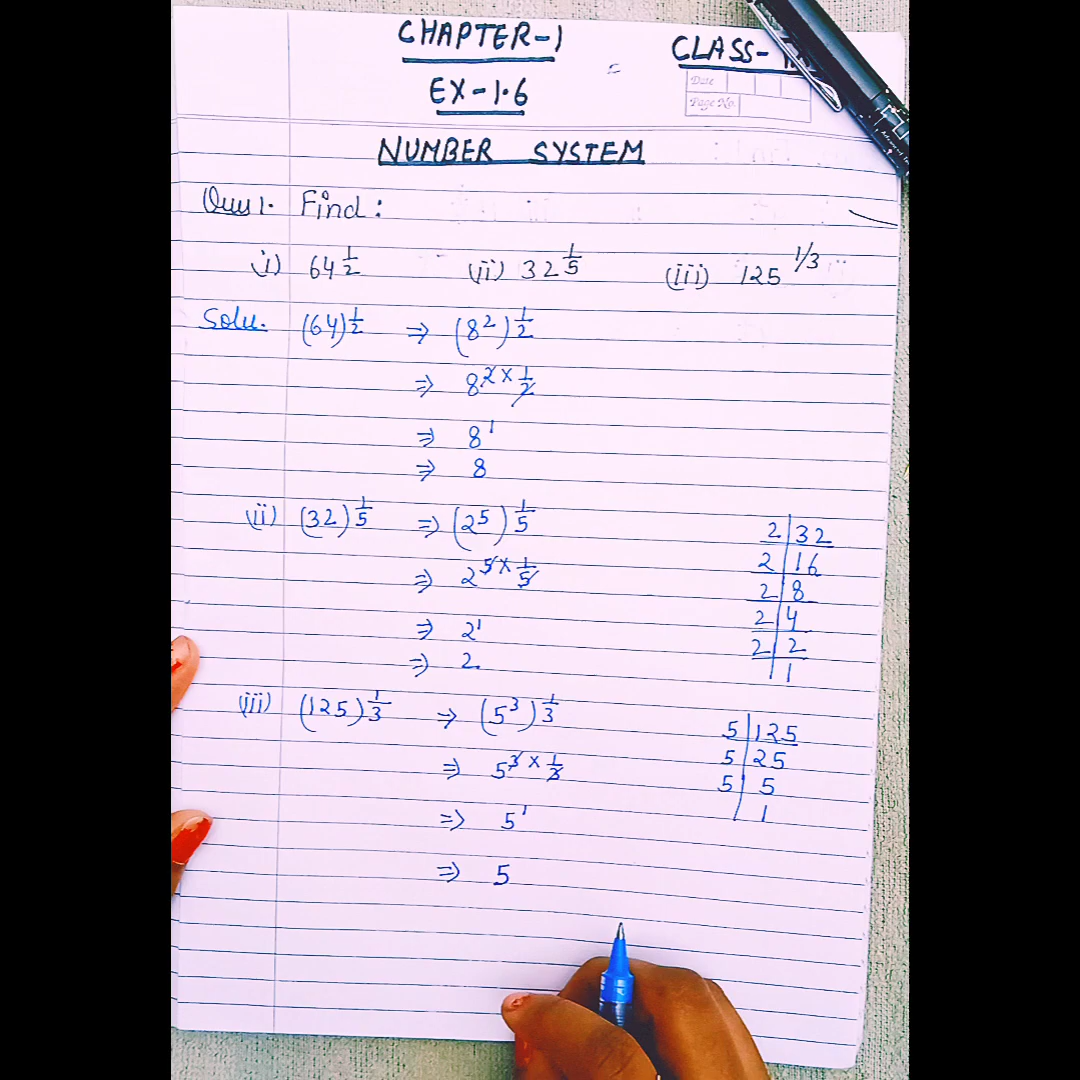 CHAPTER-1
CLASS-
EX-1.6
Date
Page No.
NUMBER SYSTEM
Ques 1. Find:
(i) 64^1/2 (ii) 32^1/5 (iii) 125^1/3
Solu. (64)^1/2 ⇒ (8²)^1/2
⇒ 8^2×1/2
⇒ 8¹
⇒ 8
(ii) (32)^1/5 ⇒ (2⁵)^1/5
⇒ 2^5×1/5
⇒ 2¹
⇒ 2
2 | 32
2 | 16
2 | 8
2 | 4
2 | 2
| 1
(iii) (125)^1/3 ⇒ (5³)^1/3
⇒ 5^3×1/3
⇒ 5¹
⇒ 5
5 | 125
5 | 25
5 | 5
| 1